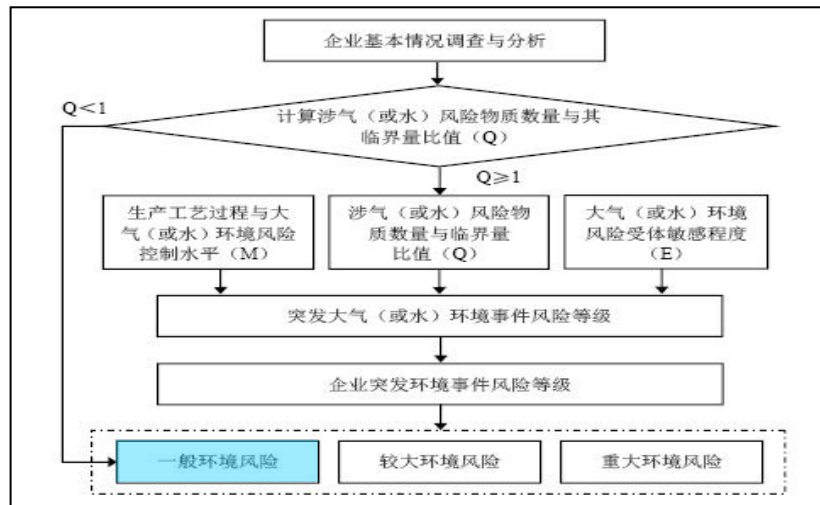 企业基本情况调查与分析
Q＜1
计算涉气（或水）风险物质数量与其
临界量比值（Q）
Q≥1
生产工艺过程与大
气（或水）环境风险
控制水平（M）
涉气（或水）风险物
质数量与临界量
比值（Q）
大气（或水）环境
风险受体敏感程度
（E）
突发大气（或水）环境事件风险等级
企业突发环境事件风险等级
一般环境风险
较大环境风险
重大环境风险